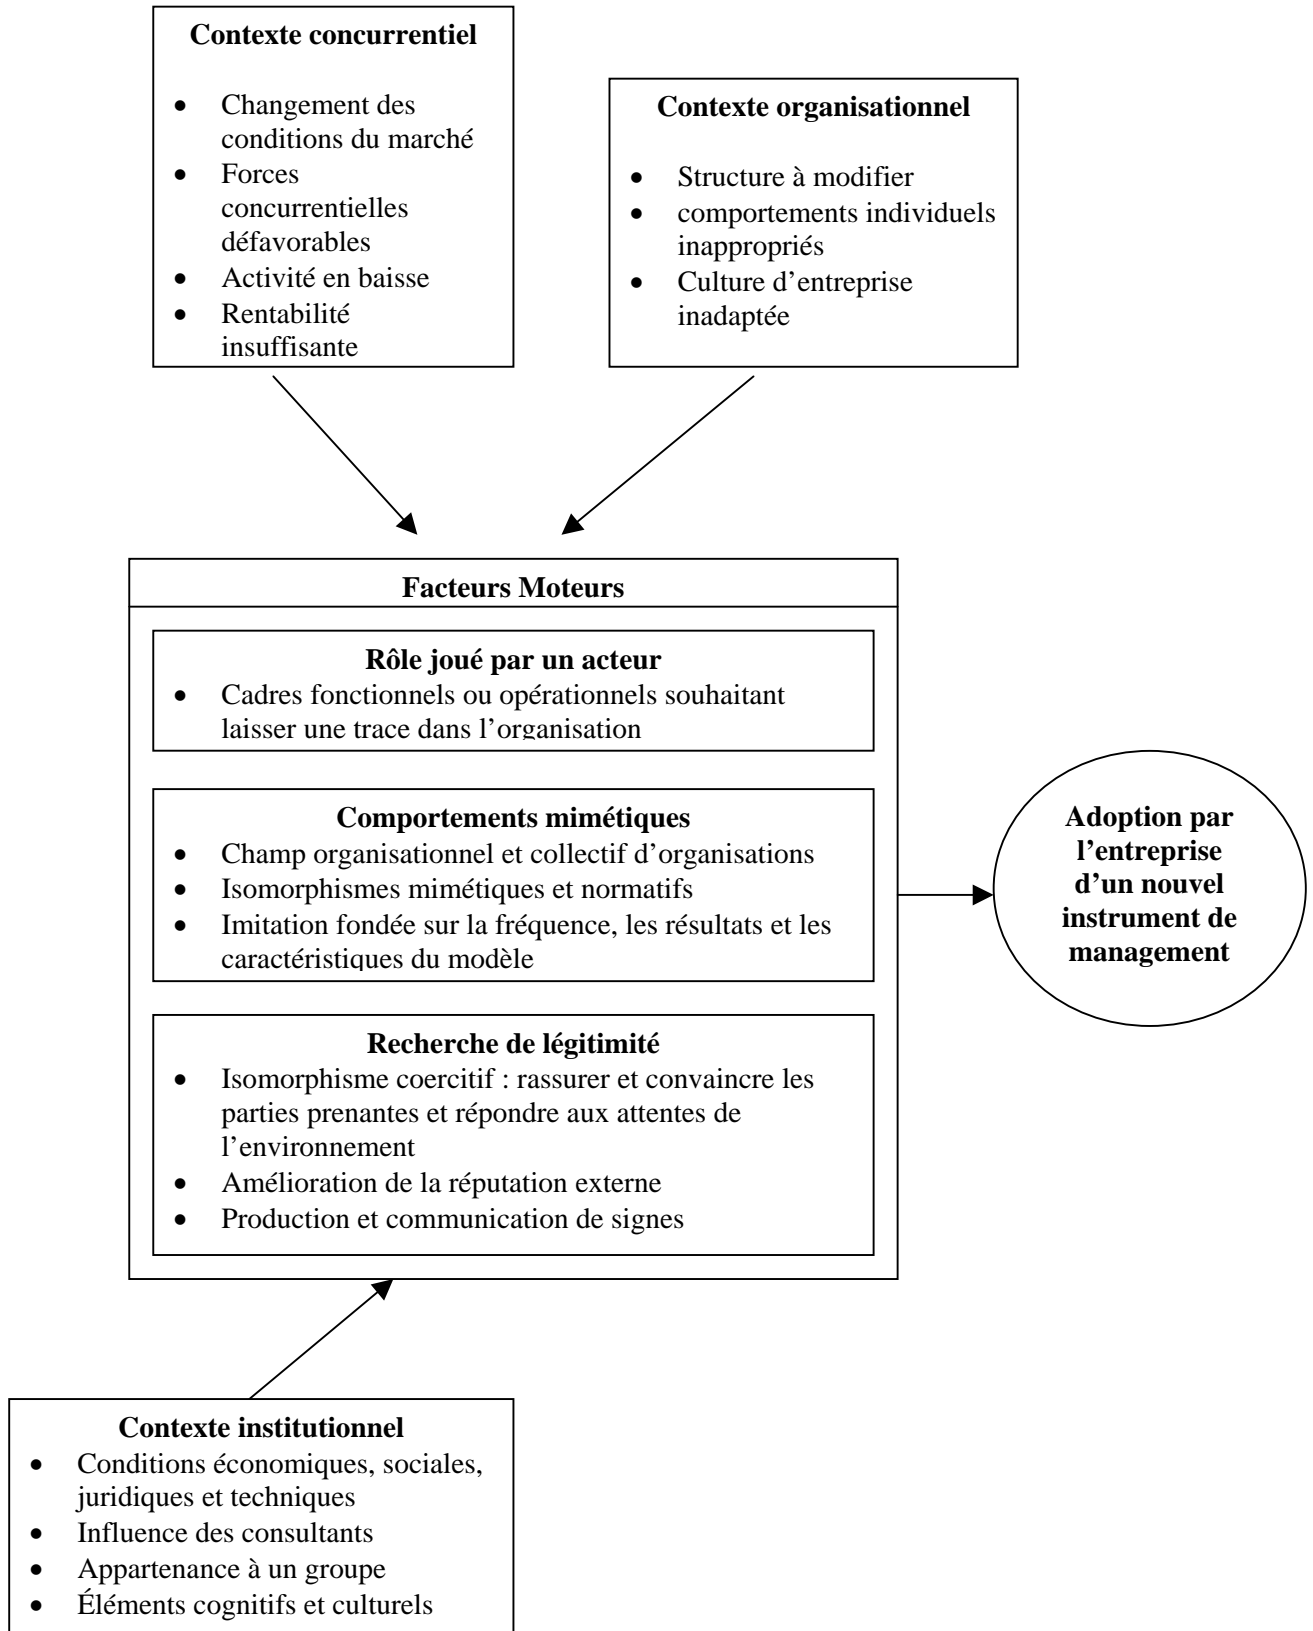 Contexte concurrentiel
• Changement des
conditions du marché
• Forces
concurrentielles
défavorables
• Activité en baisse
• Rentabilité
insuffisante
Contexte organisationnel
• Structure à modifier
• comportements individuels
inappropriés
• Culture d’entreprise
inadaptée
Facteurs Moteurs
Rôle joué par un acteur
• Cadres fonctionnels ou opérationnels souhaitant
laisser une trace dans l’organisation
Comportements mimétiques
• Champ organisationnel et collectif d’organisations
• Isomorphismes mimétiques et normatifs
• Imitation fondée sur la fréquence, les résultats et les
caractéristiques du modèle
Recherche de légitimité
• Isomorphisme coercitif : rassurer et convaincre les
parties prenantes et répondre aux attentes de
l’environnement
• Amélioration de la réputation externe
• Production et communication de signes
Adoption par
l’entreprise
d’un nouvel
instrument de
management
Contexte institutionnel
• Conditions économiques, sociales,
juridiques et techniques
• Influence des consultants
• Appartenance à un groupe
• Éléments cognitifs et culturels